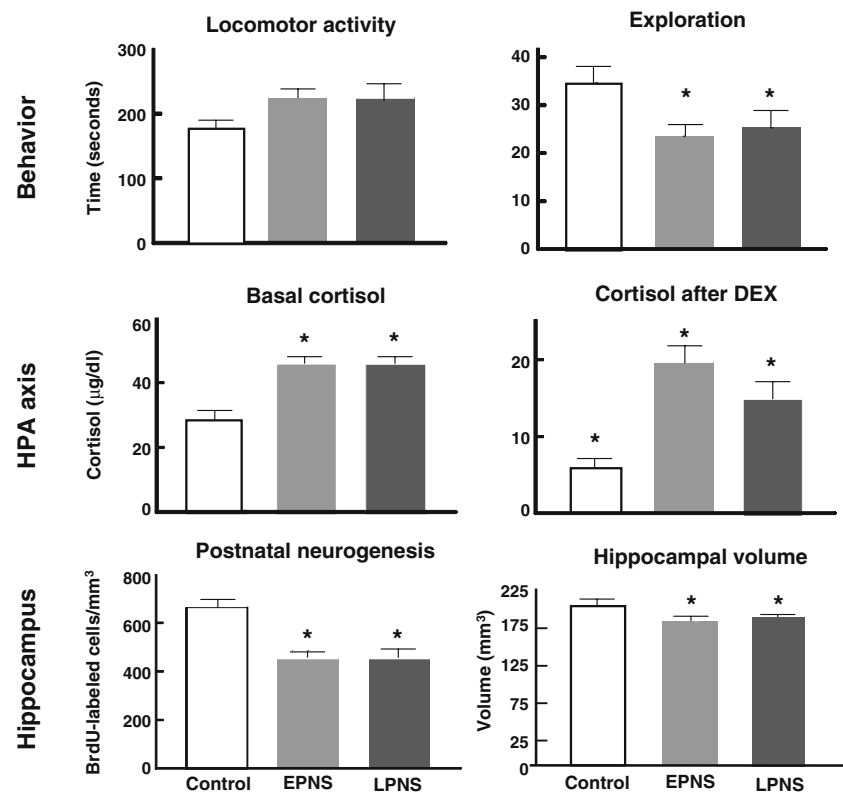 Behavior
Locomotor activity
Time (seconds)
300
200
100
0
Exploration
40
30
20
10
0
*
*
HPA axis
Basal cortisol
Cortisol (µg/dl)
60
40
20
0
*
*
Cortisol after DEX
20
10
0
*
*
*
Hippocampus
Postnatal neurogenesis
BrdU-labeled cells/mm³
800
600
400
200
0
*
*
Control EPNS LPNS
Hippocampal volume
Volume (mm³)
225
175
125
75
25
0
*
*
Control EPNS LPNS